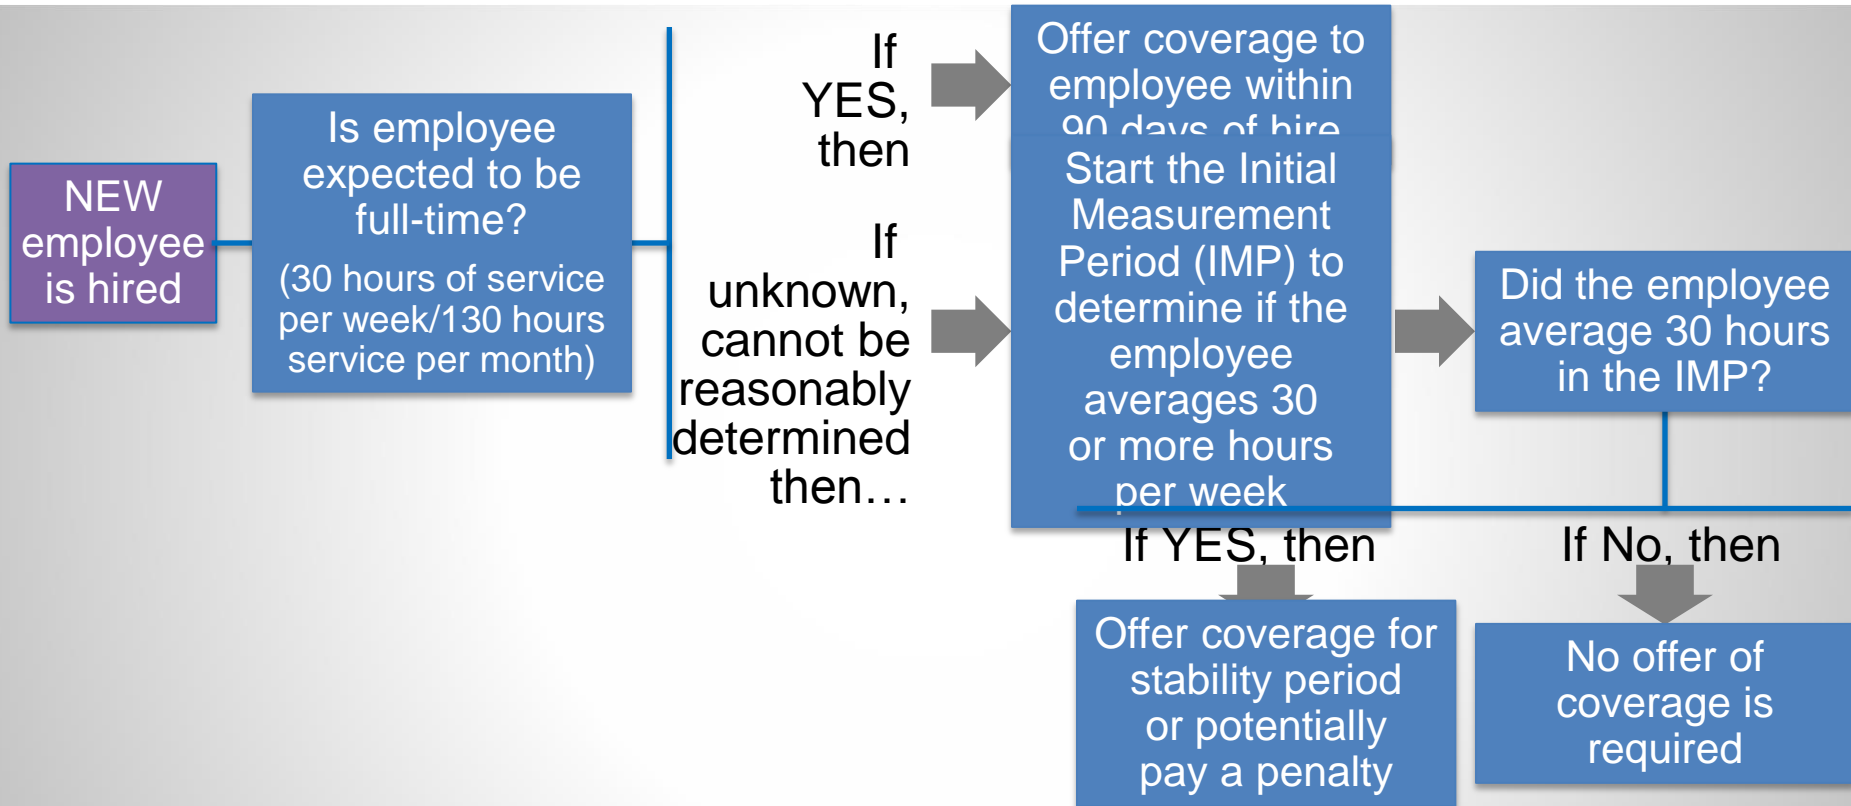 NEW
employee
is hired
Is employee
expected to be
full-time?
(30 hours of service
per week/130 hours
service per month)
If
YES,
then
Offer coverage to
employee within
90 days of hire
If
unknown,
cannot be
reasonably
determined
then…
Start the Initial
Measurement
Period (IMP) to
determine if the
employee
averages 30
or more hours
per week
Did the employee
average 30 hours
in the IMP?
If YES, then
Offer coverage for
stability period
or potentially
pay a penalty
If No, then
No offer of
coverage is
required